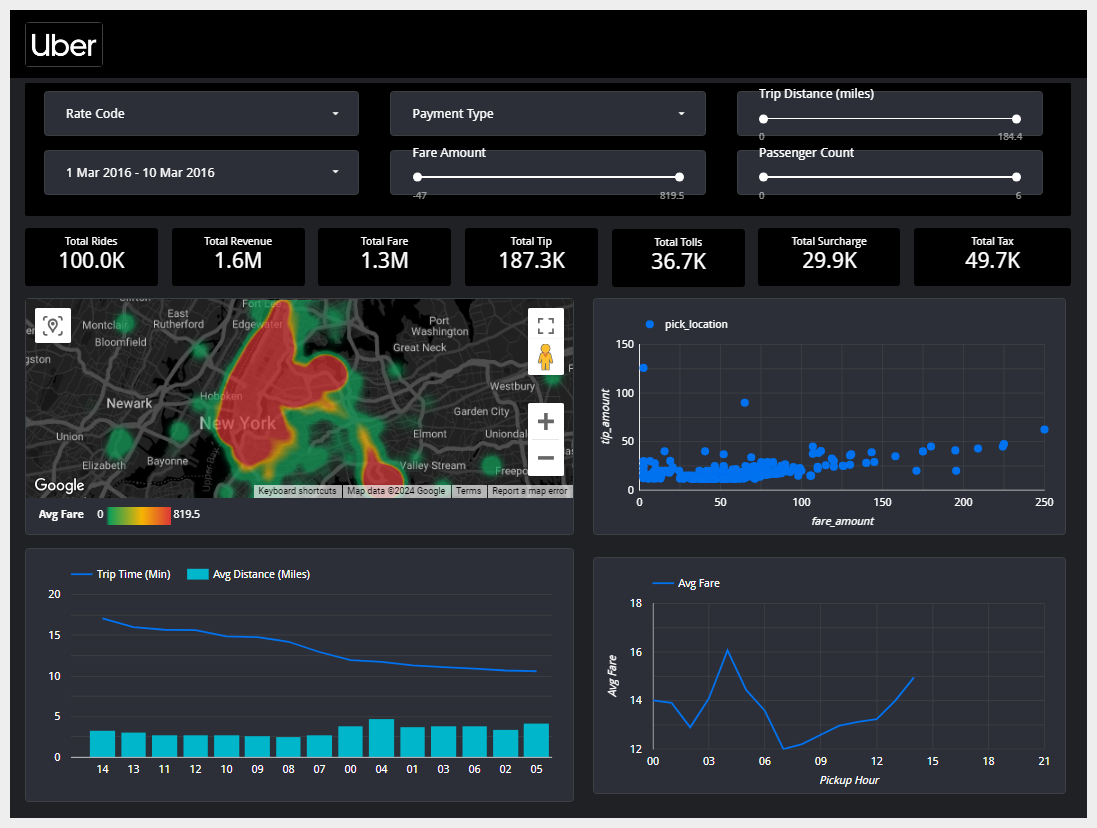 Uber
Rate Code
Payment Type
Trip Distance (miles)
0 184.4
1 Mar 2016 - 10 Mar 2016
Fare Amount
-47 819.5
Passenger Count
0 6
Total Rides
100.0K
Total Revenue
1.6M
Total Fare
1.3M
Total Tip
187.3K
Total Tolls
36.7K
Total Surcharge
29.9K
Total Tax
49.7K
Clifton
Fort Lee
East
Rutherford
Montclair
Edgewater
Bloomfield
Port
Washington
Great Neck
Westbury
Newark
Hoboken
New York
Garden City
Union
Elmont
Uniondal
Elizabeth
Bayonne
Upper Bay
Valley Stream
Freepo
Google
Keyboard shortcuts
Map data ©2024 Google
Terms
Report a map error
Avg Fare 0 819.5
pick_location
150
100
50
0
tip_amount
0 50 100 150 200 250
fare_amount
Trip Time (Min) Avg Distance (Miles)
20
15
10
5
0
14 13 11 12 10 09 08 07 00 04 01 03 06 02 05
Avg Fare
18
16
14
12
Avg Fare
00 03 06 09 12 15 18 21
Pickup Hour